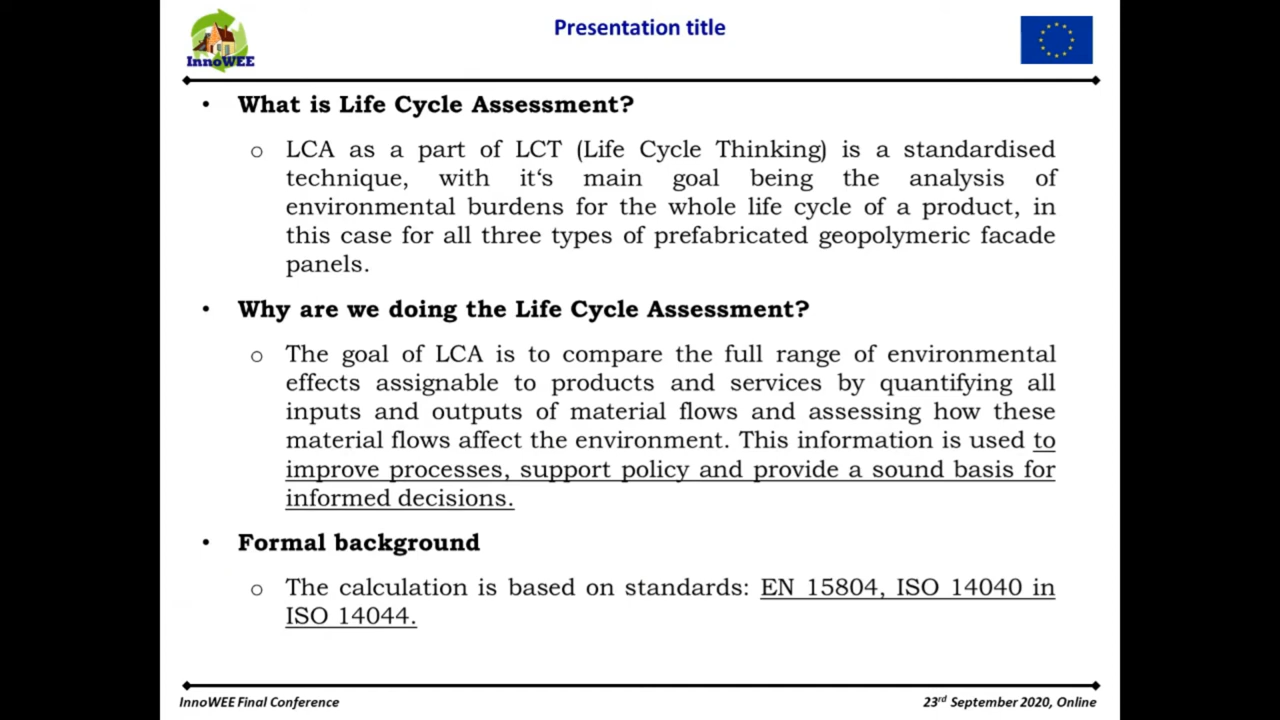 InnoWEE
Presentation title
• What is Life Cycle Assessment?
o LCA as a part of LCT (Life Cycle Thinking) is a standardised
technique, with it‘s main goal being the analysis of
environmental burdens for the whole life cycle of a product, in
this case for all three types of prefabricated geopolymeric facade
panels.
• Why are we doing the Life Cycle Assessment?
o The goal of LCA is to compare the full range of environmental
effects assignable to products and services by quantifying all
inputs and outputs of material flows and assessing how these
material flows affect the environment. This information is used to
improve processes, support policy and provide a sound basis for
informed decisions.
• Formal background
o The calculation is based on standards: EN 15804, ISO 14040 in
ISO 14044.
InnoWEE Final Conference
23rd September 2020, Online